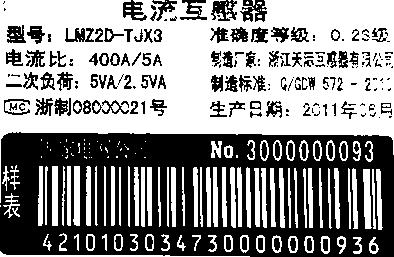 电流互感器
型号：LMZ2D-TJX3 准确度等级：0.2S级
电流比：400A/5A 制造厂家：浙江天际互感器有限公司
二次负荷：5VA/2.5VA 制造标准：Q/GDW 572 -
MC 浙制08000021号 生产日期：2011年06月
No. 3000000093
样表
4210103034730000000936